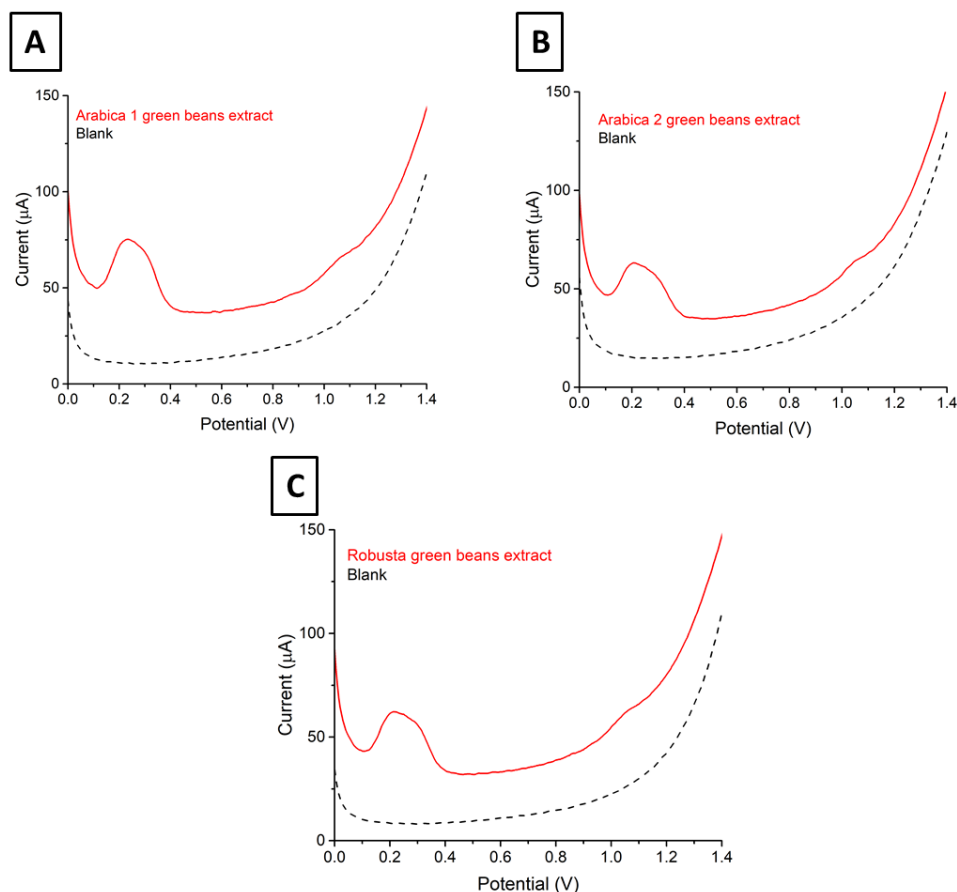 A
150
Arabica 1 green beans extract
Blank
100
Current (μA)
50
0
0.0 0.2 0.4 0.6 0.8 1.0 1.2 1.4
Potential (V)
B
150
Arabica 2 green beans extract
Blank
100
Current (μA)
50
0
0.0 0.2 0.4 0.6 0.8 1.0 1.2 1.4
Potential (V)
C
150
Robusta green beans extract
Blank
100
Current (μA)
50
0
0.0 0.2 0.4 0.6 0.8 1.0 1.2 1.4
Potential (V)